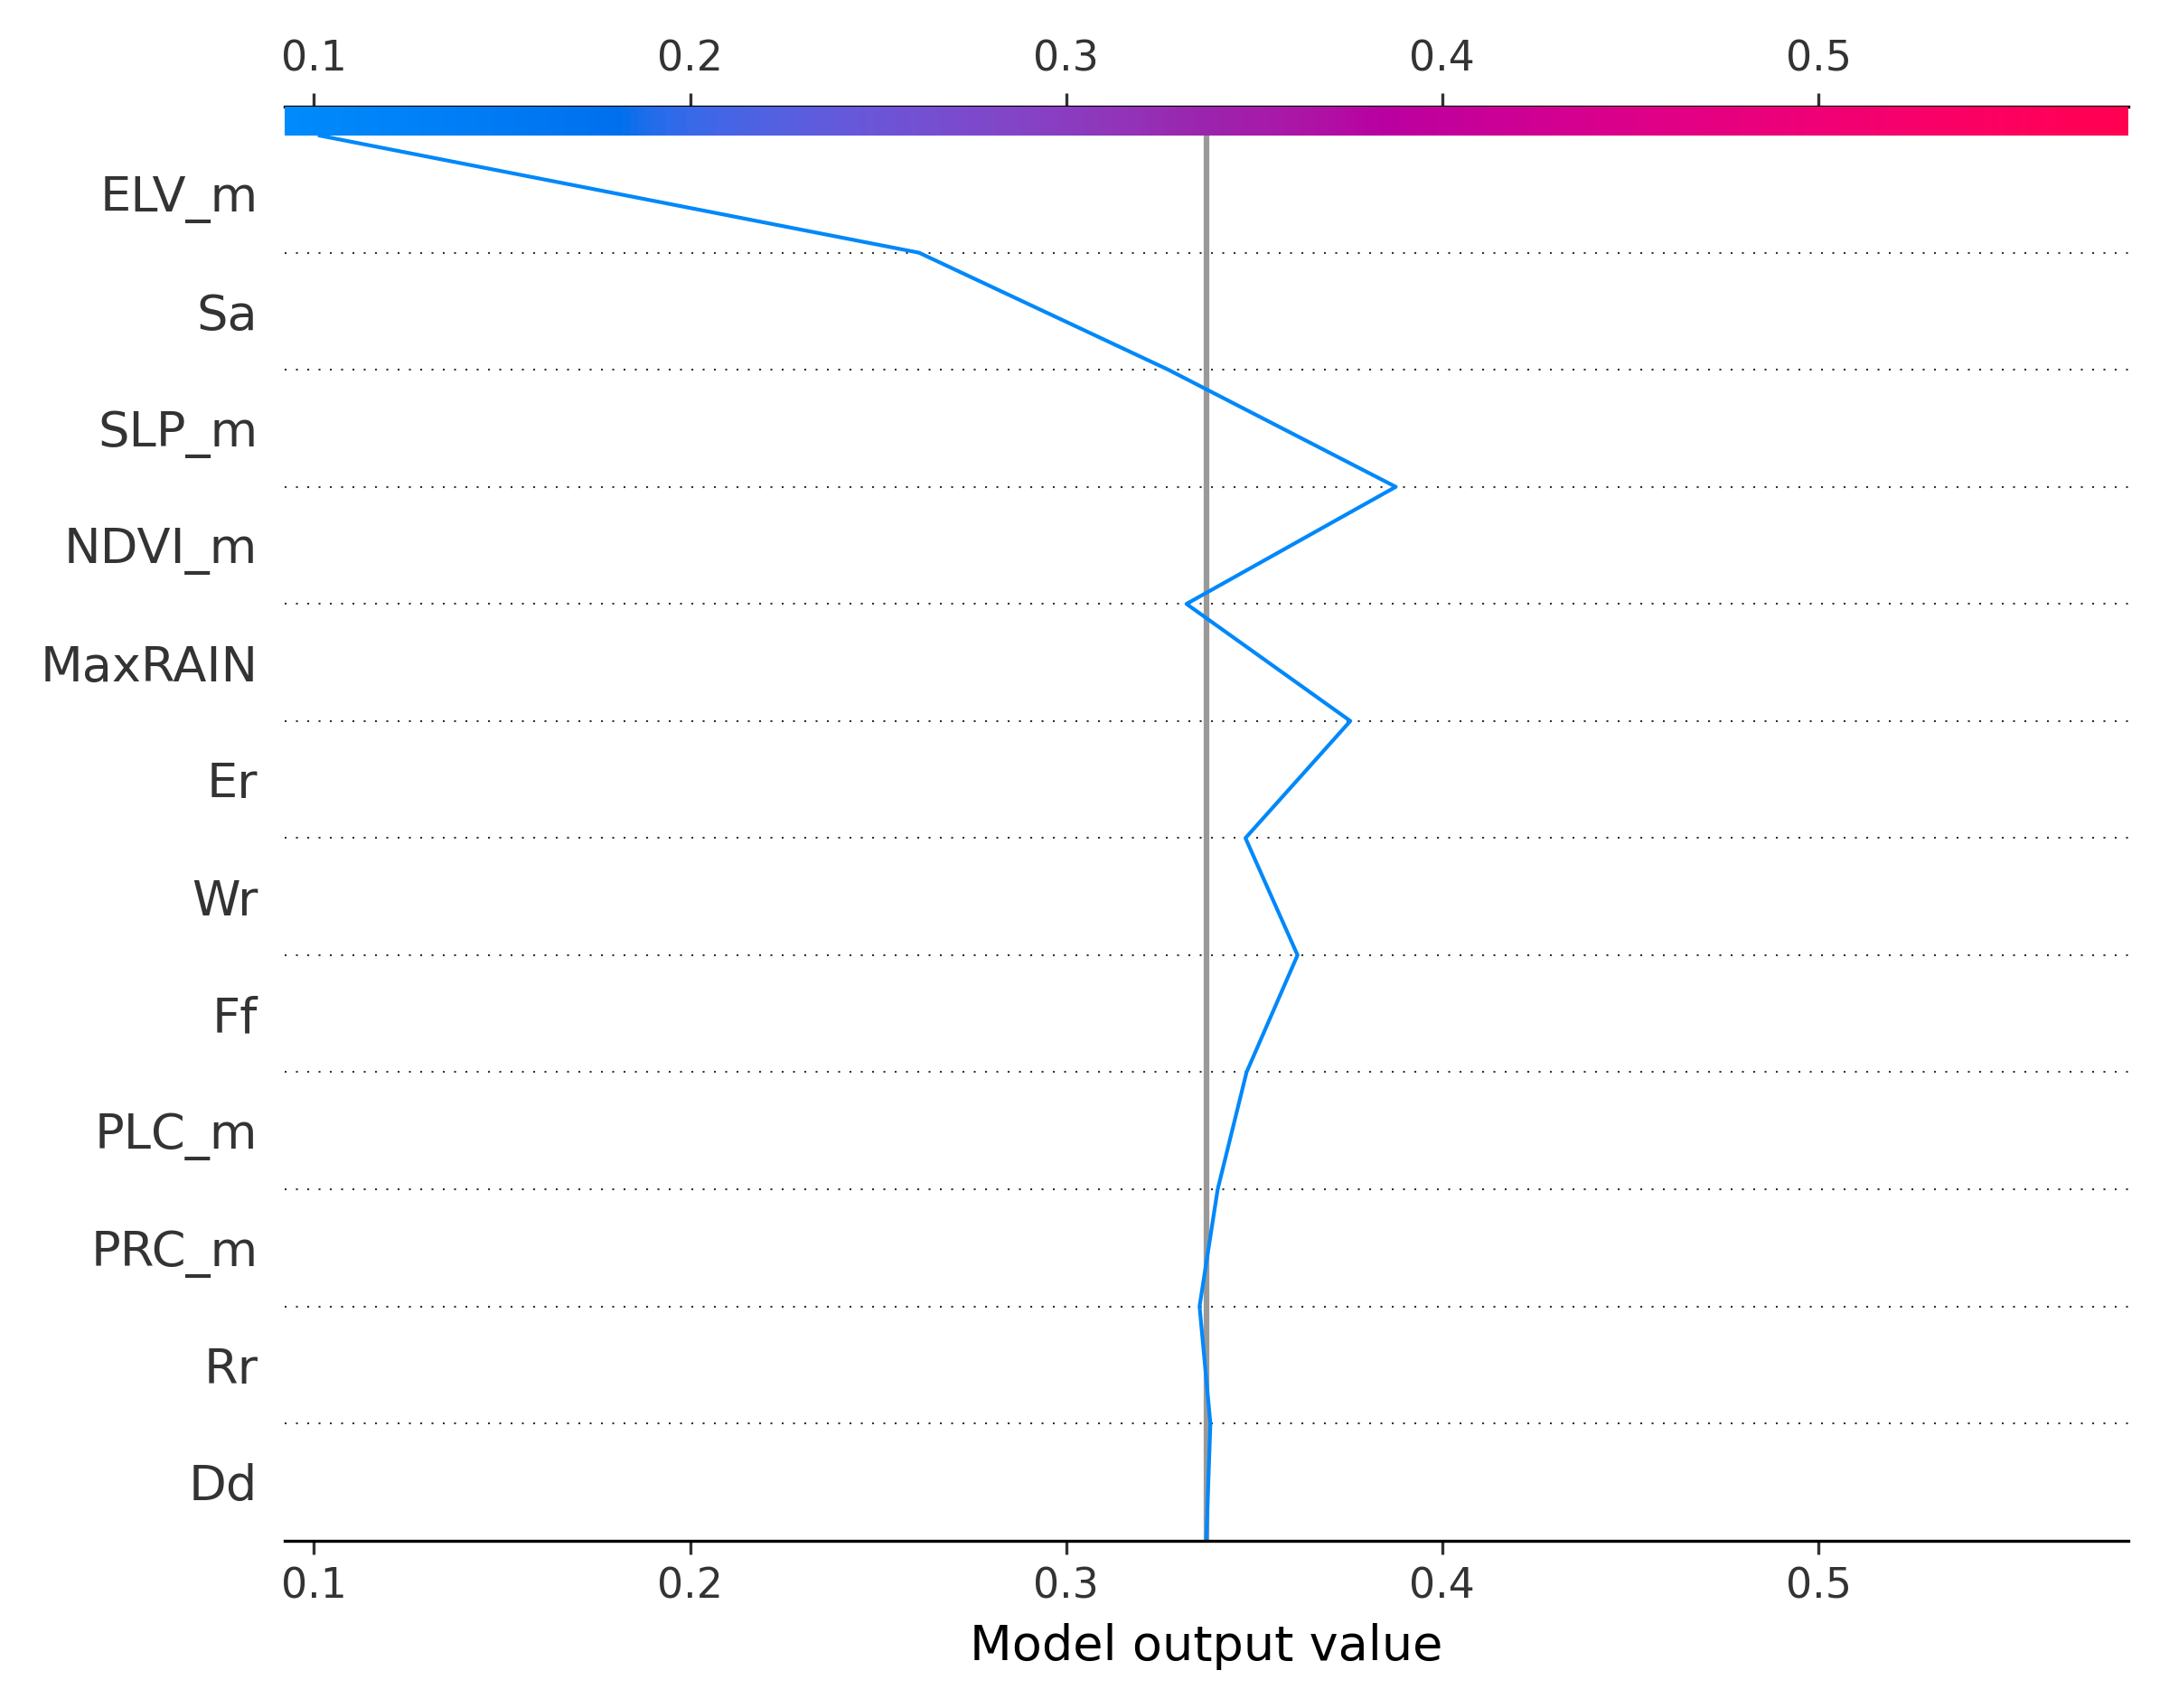 0.1 0.2 0.3 0.4 0.5
ELV_m
Sa
SLP_m
NDVI_m
MaxRAIN
Er
Wr
Ff
PLC_m
PRC_m
Rr
Dd
0.1 0.2 0.3 0.4 0.5
Model output value